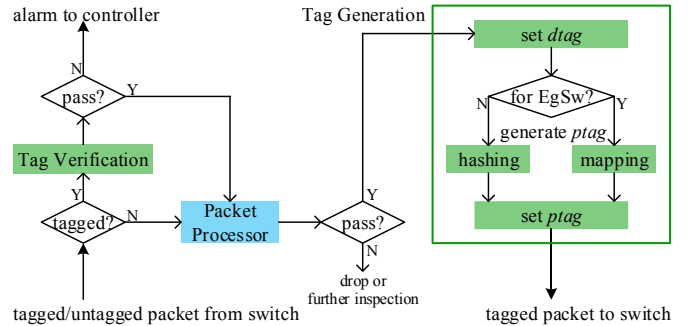 alarm to controller
Tag Generation
set dtag
N
pass?
Y
for EgSw?
N
Y
generate ptag
Tag Verification
hashing
mapping
Y
Y
tagged?
N
Packet
Processor
pass?
set ptag
N
drop or
further inspection
tagged/untagged packet from switch
tagged packet to switch